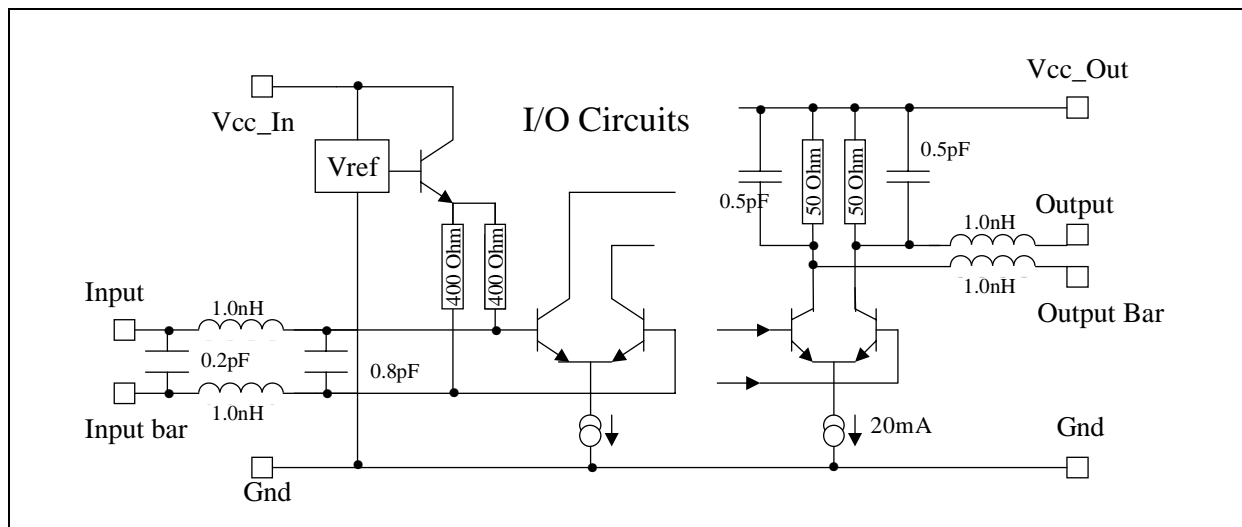 Vcc_In
Vref
I/O Circuits
Vcc_Out
0.5pF
50 Ohm
50 Ohm
0.5pF
1.0nH
Output
1.0nH
Output Bar
400 Ohm
400 Ohm
Input
1.0nH
0.2pF
0.8pF
1.0nH
Input bar
20mA
Gnd
Gnd